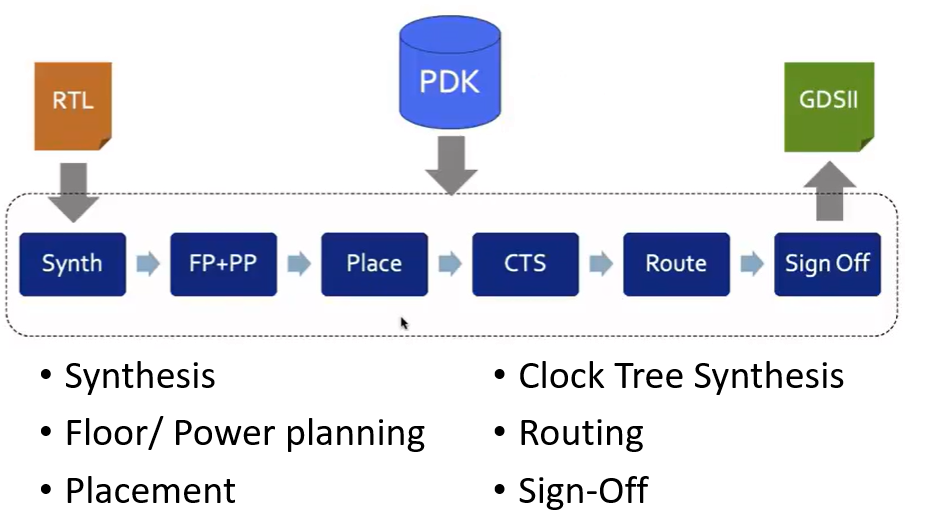 PDK
RTL
GDSII
Synth
FP+PP
Place
CTS
Route
Sign Off
• Synthesis
• Floor/ Power planning
• Placement
• Clock Tree Synthesis
• Routing
• Sign-Off